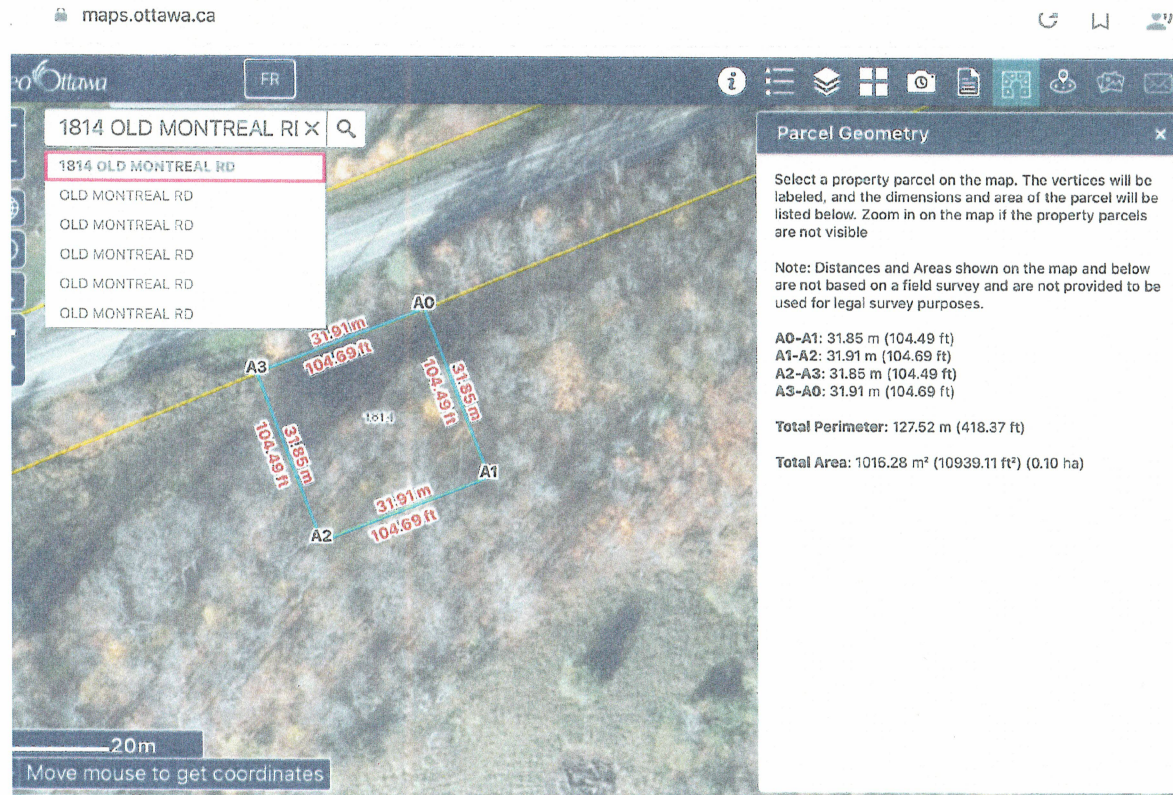 maps.ottawa.ca
eoOttawa
FR
1814 OLD MONTREAL RI
1814 OLD MONTREAL RD
OLD MONTREAL RD
OLD MONTREAL RD
OLD MONTREAL RD
OLD MONTREAL RD
OLD MONTREAL RD
Parcel Geometry
Select a property parcel on the map. The vertices will be
labeled, and the dimensions and area of the parcel will be
listed below. Zoom in on the map if the property parcels
are not visible
Note: Distances and Areas shown on the map and below
are not based on a field survey and are not provided to be
used for legal survey purposes.
A0-A1: 31.85 m (104.49 ft)
A1-A2: 31.91 m (104.69 ft)
A2-A3: 31.85 m (104.49 ft)
A3-A0: 31.91 m (104.69 ft)
Total Perimeter: 127.52 m (418.37 ft)
Total Area: 1016.28 m² (10939.11 ft²) (0.10 ha)
A0
31.91 m
104.69 ft
A3
31.85 m
104.49 ft
1814
31.85 m
104.49 ft
A1
31.91 m
104.69 ft
A2
20m
Move mouse to get coordinates